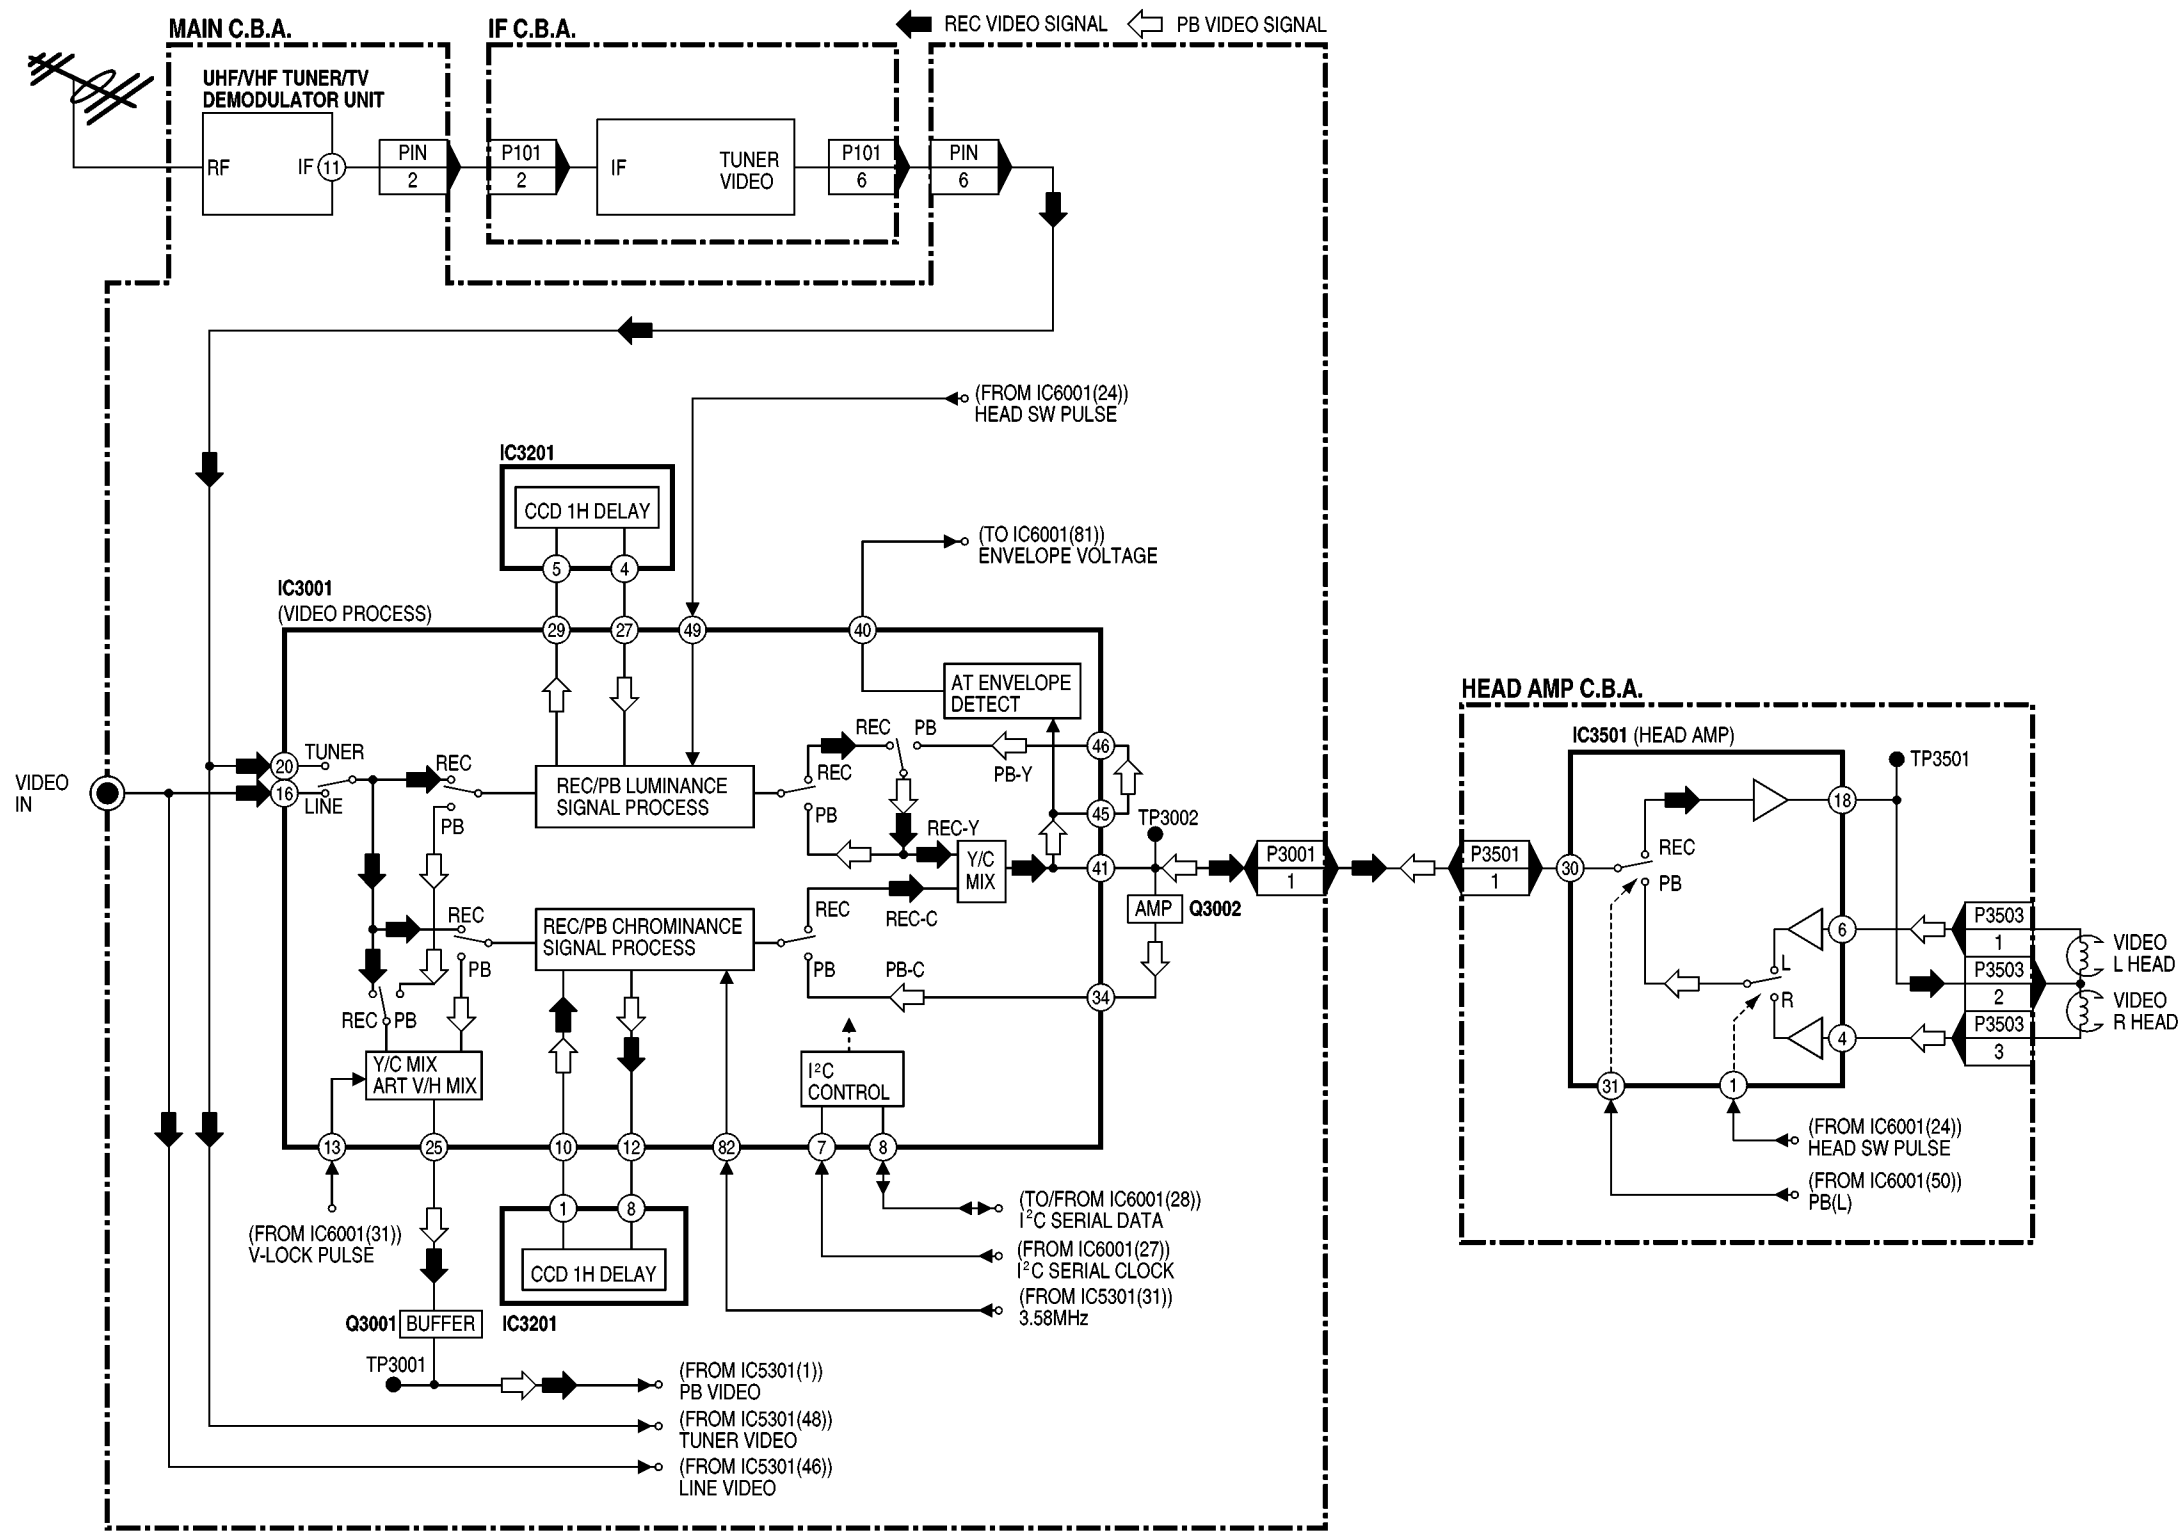 REC VIDEO SIGNAL
PB VIDEO SIGNAL
MAIN C.B.A.
IF C.B.A.
UHF/VHF TUNER/TV
DEMODULATOR UNIT
RF
IF
11
PIN
2
P101
2
IF
TUNER
VIDEO
P101
6
PIN
6
(FROM IC6001(24))
HEAD SW PULSE
IC3201
CCD 1H DELAY
5
4
(TO IC6001(81))
ENVELOPE VOLTAGE
IC3001
(VIDEO PROCESS)
29
27
49
40
AT ENVELOPE
DETECT
VIDEO
IN
20
TUNER
16
LINE
REC
PB
REC/PB LUMINANCE
SIGNAL PROCESS
REC
PB
REC
PB
PB-Y
46
45
TP3002
REC-Y
Y/C
MIX
41
REC-C
AMP
Q3002
P3001
1
REC
PB
REC/PB CHROMINANCE
SIGNAL PROCESS
REC
PB
PB-C
34
REC
PB
Y/C MIX
ART V/H MIX
I²C
CONTROL
13
25
10
12
82
7
8
(FROM IC6001(31))
V-LOCK PULSE
1
8
CCD 1H DELAY
IC3201
(TO/FROM IC6001(28))
I²C SERIAL DATA
(FROM IC6001(27))
I²C SERIAL CLOCK
(FROM IC5301(31))
3.58MHz
Q3001
BUFFER
TP3001
(FROM IC5301(1))
PB VIDEO
(FROM IC5301(48))
TUNER VIDEO
(FROM IC5301(46))
LINE VIDEO
HEAD AMP C.B.A.
IC3501 (HEAD AMP)
TP3501
18
P3501
1
30
REC
PB
6
L
R
4
P3503
1
P3503
2
P3503
3
VIDEO
L HEAD
VIDEO
R HEAD
31
1
(FROM IC6001(24))
HEAD SW PULSE
(FROM IC6001(50))
PB(L)